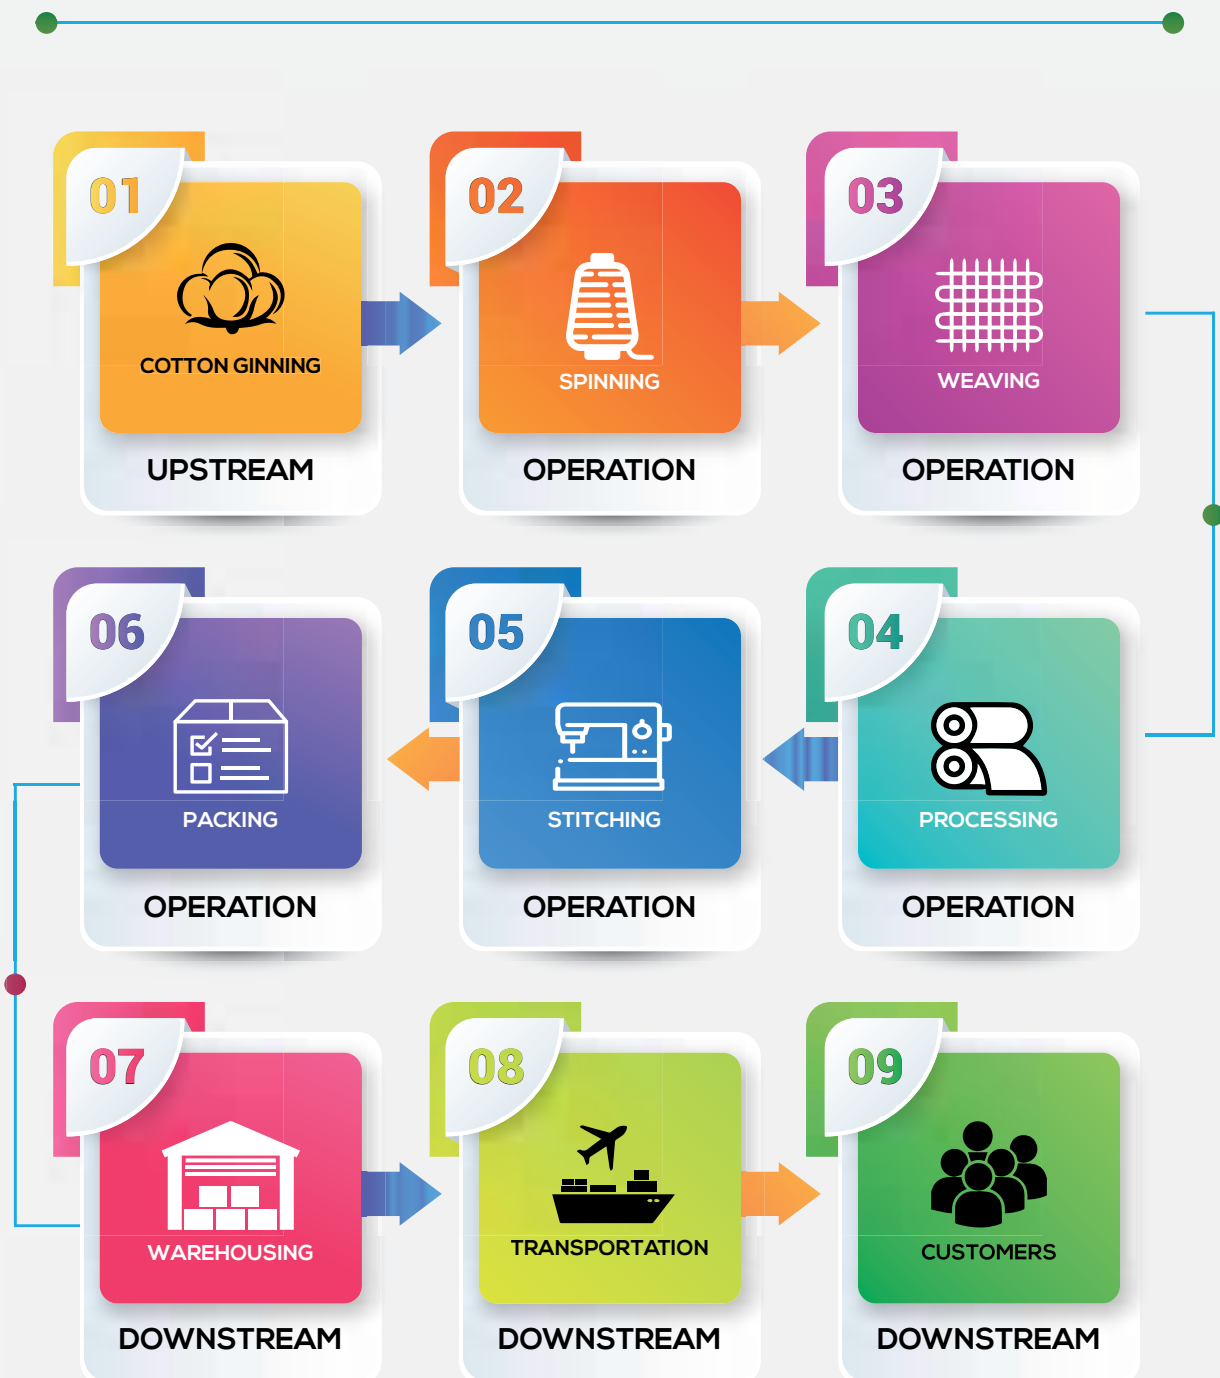 01
COTTON GINNING
UPSTREAM
02
SPINNING
OPERATION
03
WEAVING
OPERATION
06
PACKING
OPERATION
05
STITCHING
OPERATION
04
PROCESSING
OPERATION
07
WAREHOUSING
DOWNSTREAM
08
TRANSPORTATION
DOWNSTREAM
09
CUSTOMERS
DOWNSTREAM